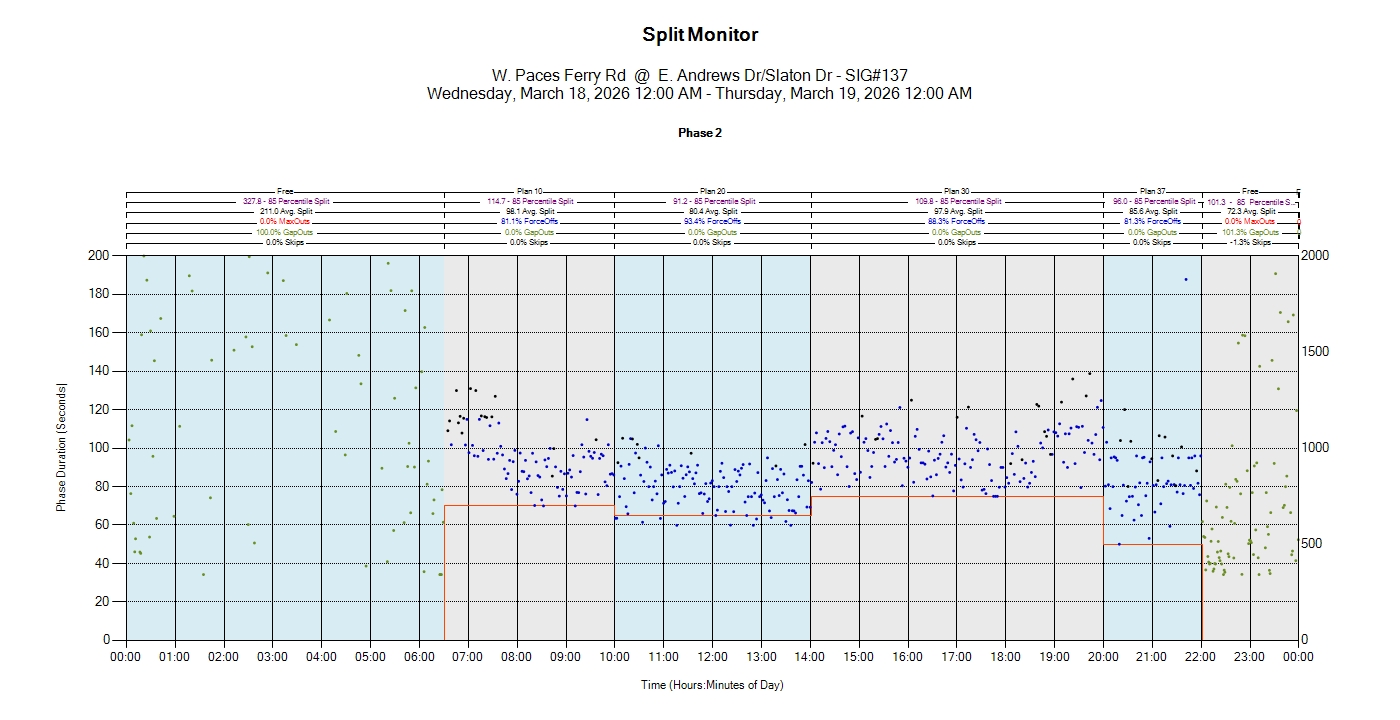 Split Monitor
W. Paces Ferry Rd @ E. Andrews Dr/Slaton Dr - SIG#137
Wednesday, March 18, 2026 12:00 AM - Thursday, March 19, 2026 12:00 AM
Phase 2
Free Plan 10 Plan 20 Plan 30 Plan 37 Free F
327.8 - 85 Percentile Split 114.7 - 85 Percentile Split 91.2 - 85 Percentile Split 109.8 - 85 Percentile Split 96.0 - 85 Percentile Split 101.3 - 85 Percentile S...
211.0 Avg. Split 98.1 Avg. Split 80.4 Avg. Split 97.9 Avg. Split 85.6 Avg. Split 72.3 Avg. Split
0.0% MaxOuts 81.1% ForceOffs 93.4% ForceOffs 88.3% ForceOffs 81.3% ForceOffs 0.0% MaxOuts
100.0% GapOuts 0.0% GapOuts 0.0% GapOuts 0.0% GapOuts 0.0% GapOuts 101.3% GapOuts
0.0% Skips 0.0% Skips 0.0% Skips 0.0% Skips 0.0% Skips -1.3% Skips
200 2000
180
160
1500
140
120
100 1000
80
60
500
40
20
0 0
Phase Duration (Seconds)
00:00 01:00 02:00 03:00 04:00 05:00 06:00 07:00 08:00 09:00 10:00 11:00 12:00 13:00 14:00 15:00 16:00 17:00 18:00 19:00 20:00 21:00 22:00 23:00 00:00
Time (Hours:Minutes of Day)